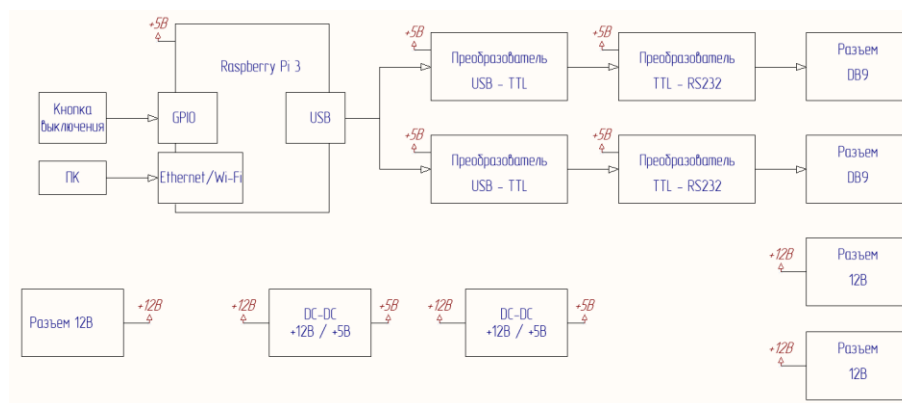 +5В
Raspberry Pi 3
Кнопка
выключения
GPIO
USB
ПК
Ethernet/Wi-Fi
+5В
Преобразователь
USB - TTL
+5В
Преобразователь
TTL - RS232
Разъем
DB9
+5В
Преобразователь
USB - TTL
+5В
Преобразователь
TTL - RS232
Разъем
DB9
+12В
Разъем
12В
Разъем 12В
+12В
+12В
DC-DC
+12В / +5В
+5В
+12В
DC-DC
+12В / +5В
+5В
+12В
Разъем
12В